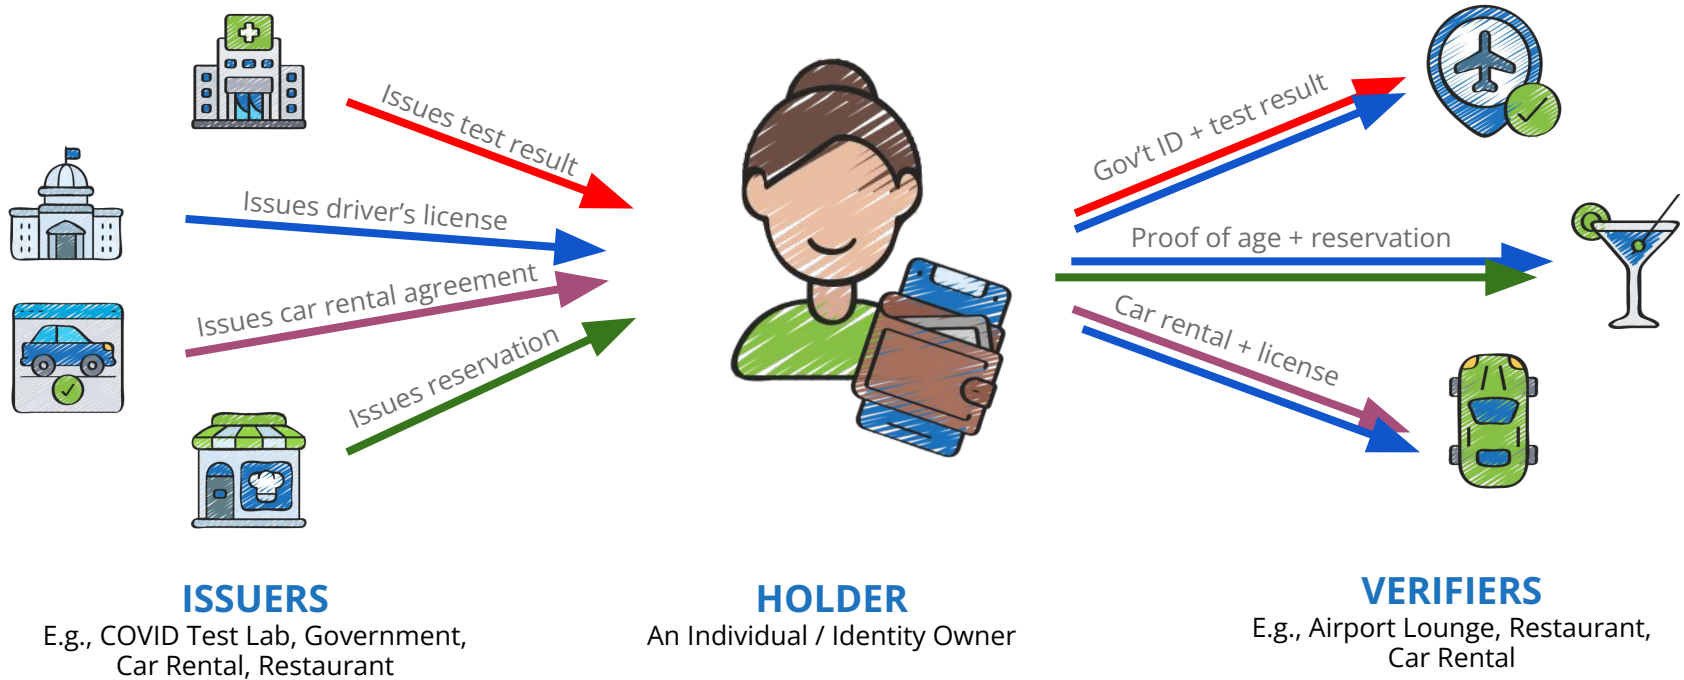 Issues test result
Issues driver's license
Issues car rental agreement
Issues reservation
Gov't ID + test result
Proof of age + reservation
Car rental + license
ISSUERS
E.g., COVID Test Lab, Government,
Car Rental, Restaurant
HOLDER
An Individual / Identity Owner
VERIFIERS
E.g., Airport Lounge, Restaurant,
Car Rental